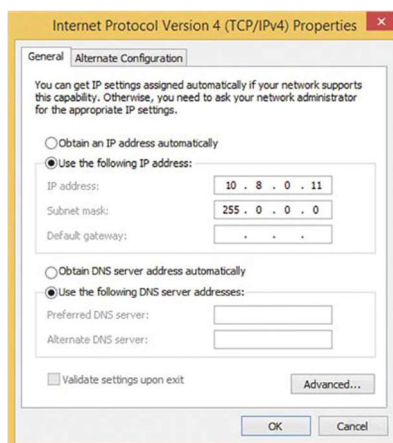 Internet Protocol Version 4 (TCP/IPv4) Properties
General
Alternate Configuration
You can get IP settings assigned automatically if your network supports
this capability. Otherwise, you need to ask your network administrator
for the appropriate IP settings.
Obtain an IP address automatically
Use the following IP address:
IP address: 10 . 8 . 0 . 11
Subnet mask: 255 . 0 . 0 . 0
Default gateway: . . .
Obtain DNS server address automatically
Use the following DNS server addresses:
Preferred DNS server:
Alternate DNS server:
Validate settings upon exit
Advanced...
OK
Cancel